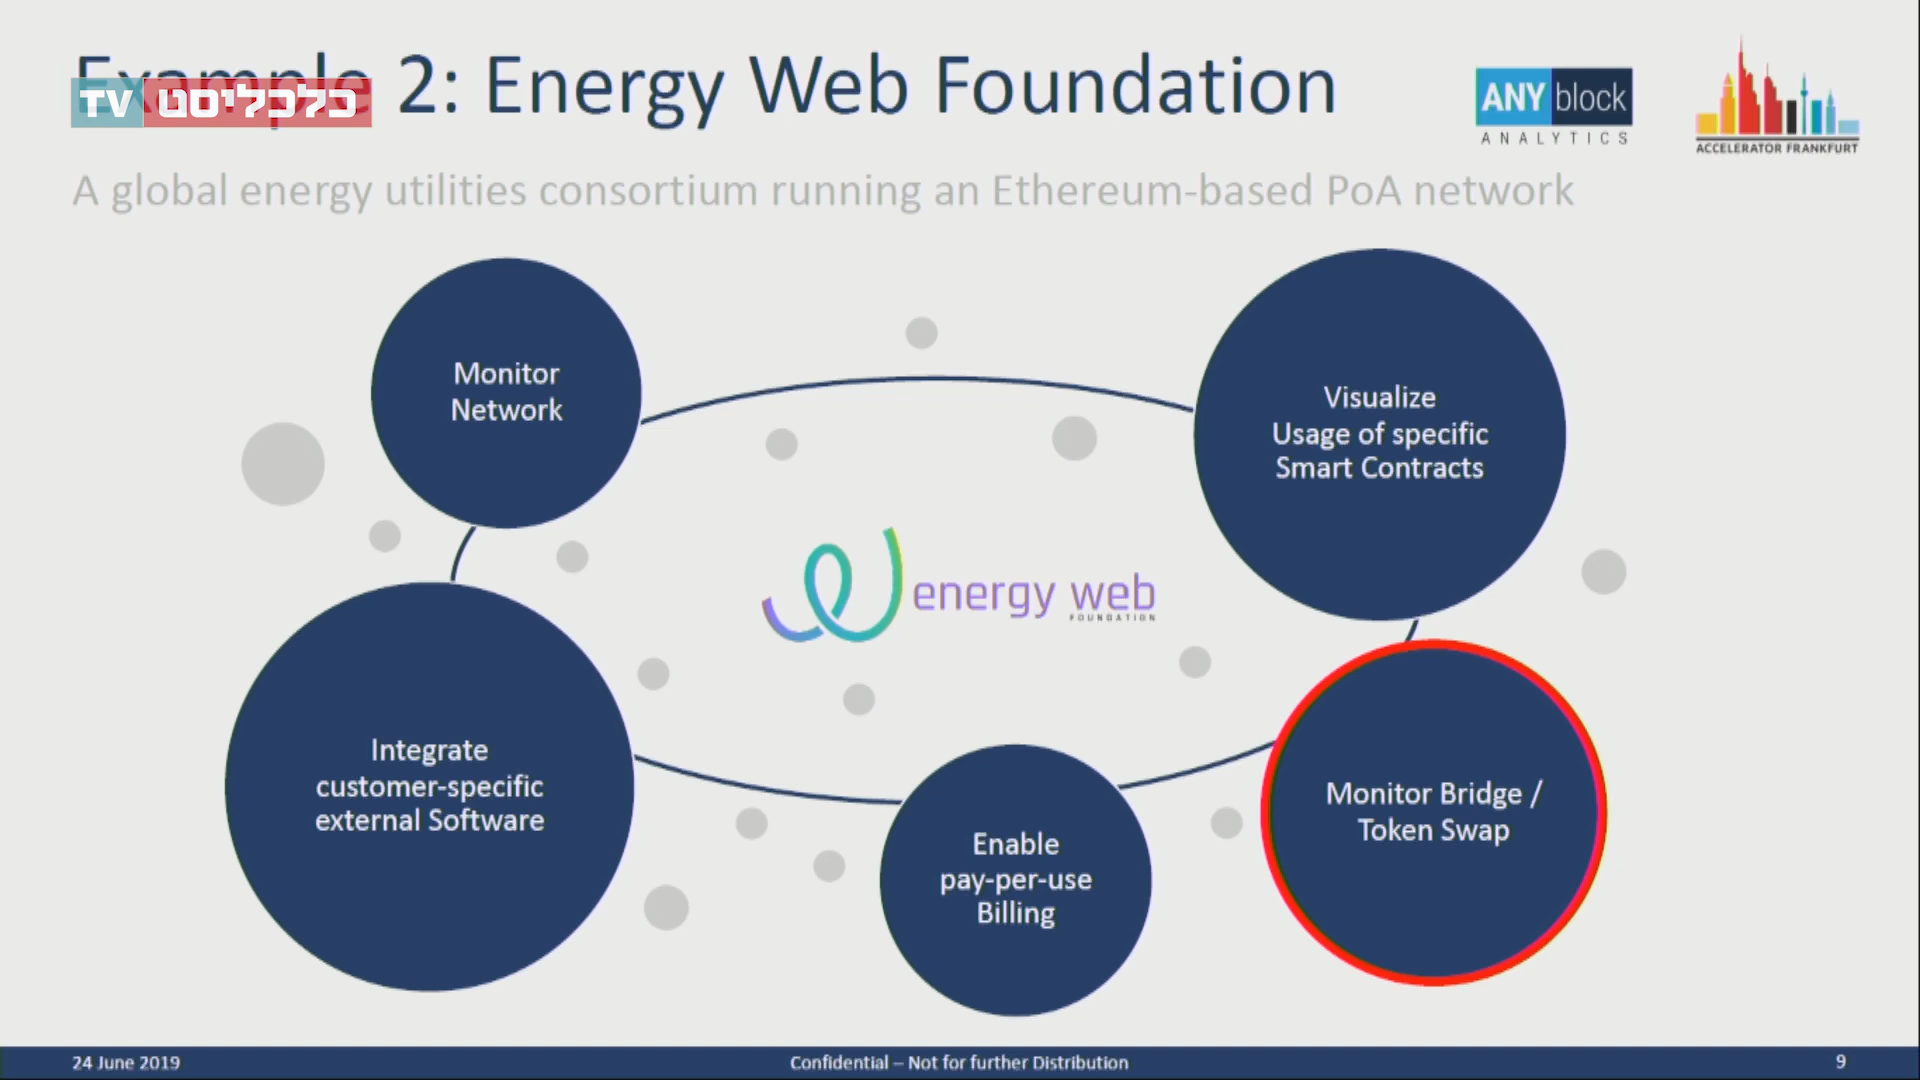 Example 2: Energy Web Foundation
TV כלכליסט
ANY block
ANALYTICS
ACCELERATOR FRANKFURT
A global energy utilities consortium running an Ethereum-based PoA network
Monitor
Network
Visualize
Usage of specific
Smart Contracts
energy web
FOUNDATION
Integrate
customer-specific
external Software
Enable
pay-per-use
Billing
Monitor Bridge /
Token Swap
24 June 2019
Confidential – Not for further Distribution
9